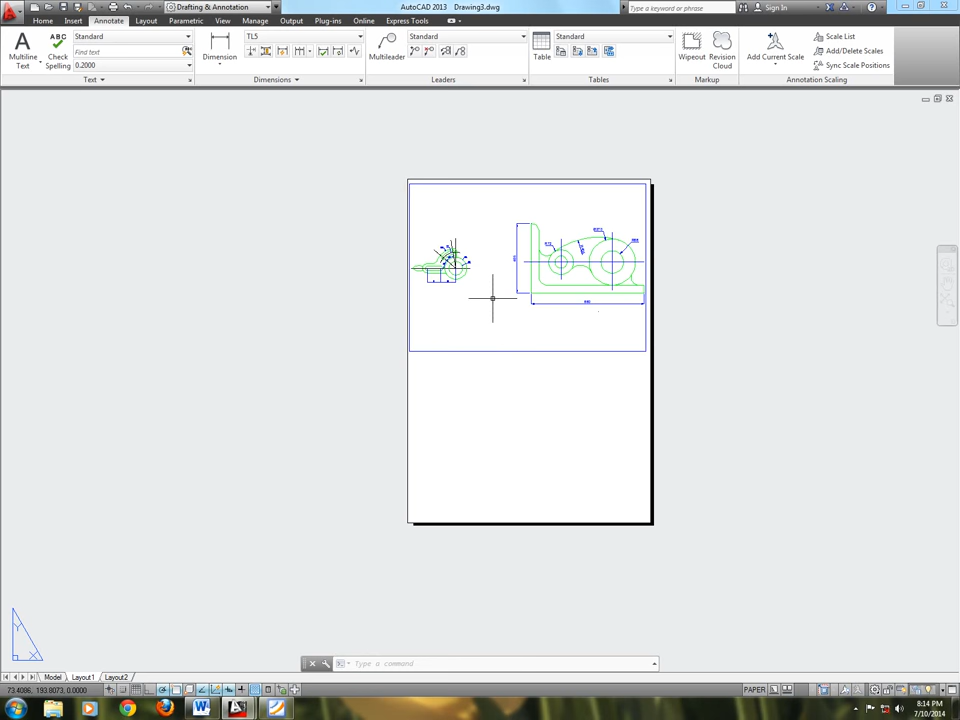 Drafting & Annotation
AutoCAD 2013 Drawing3.dwg
Type a keyword or phrase
Sign In
Home Insert Annotate Layout Parametric View Manage Output Plug-ins Online Express Tools
A
Multiline Text
ABC
Check Spelling
Standard
Find text
0.2000
Text
Dimension
TLS
Dimensions
Multileader
Standard
Leaders
Table
Standard
Tables
Wipeout
Revision Cloud
Markup
Add Current Scale
Scale List
Add/Delete Scales
Sync Scale Positions
Annotation Scaling
Y
X
Type a command
Model Layout1 Layout2
73.4086, 193.8073, 0.0000
PAPER
8:14 PM
7/10/2014